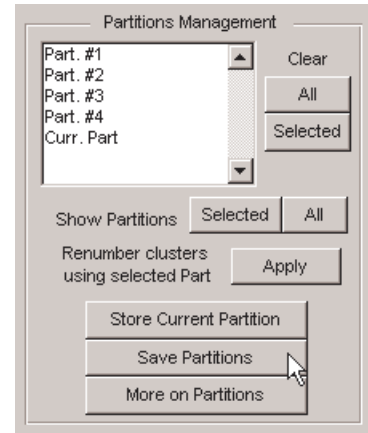 Partitions Management
Part. #1
Part. #2
Part. #3
Part. #4
Curr. Part
Clear
All
Selected
Show Partitions Selected All
Renumber clusters
using selected Part Apply
Store Current Partition
Save Partitions
More on Partitions